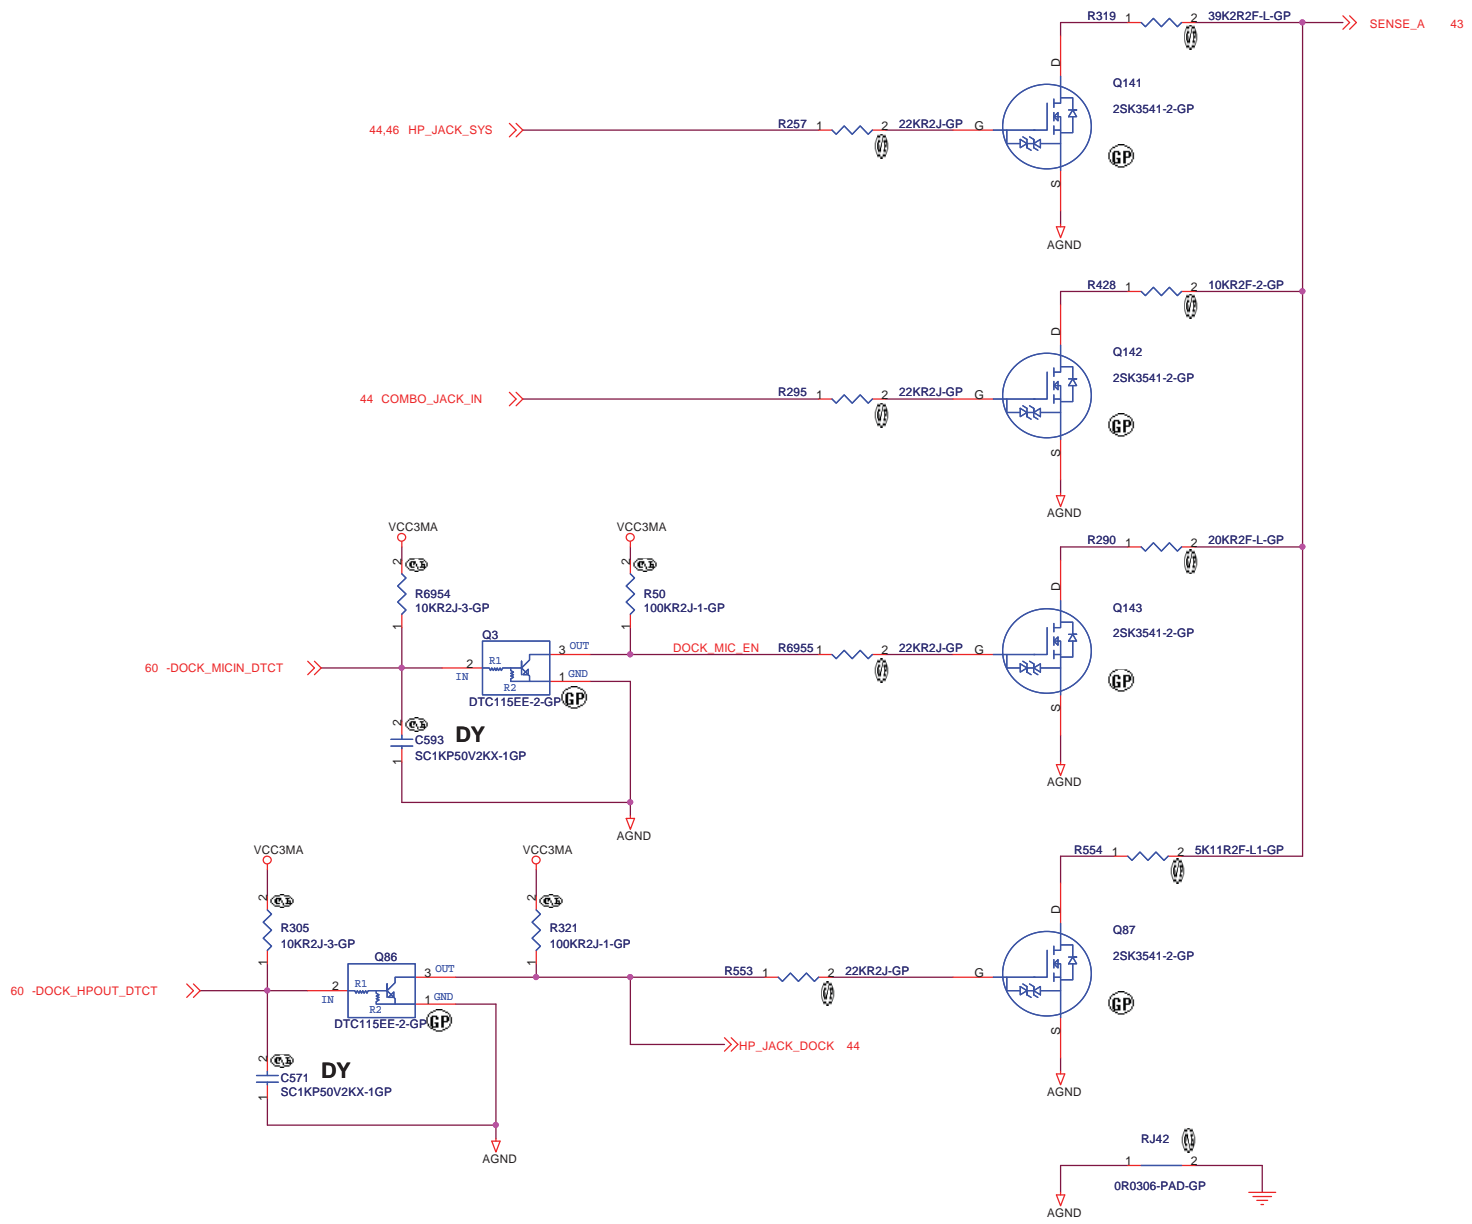 R319 1 2 39K2R2F-L-GP
SENSE_A 43
D
Q141
2SK3541-2-GP
44,46 HP_JACK_SYS
R257 1 2 22KR2J-GP G
GP
S
AGND
R428 1 2 10KR2F-2-GP
D
Q142
2SK3541-2-GP
44 COMBO_JACK_IN
R295 1 2 22KR2J-GP G
GP
S
AGND
VCC3MA
VCC3MA
R290 1 2 20KR2F-L-GP
2
2
D
R6954
10KR2J-3-GP
R50
100KR2J-1-GP
Q143
2SK3541-2-GP
1
1
Q3
3 OUT
DOCK_MIC_EN
R6955 1 2 22KR2J-GP G
60 -DOCK_MICIN_DTCT
2 IN
R1
R2
1 GND
DTC115EE-2-GP
GP
GP
S
2
DY
C593
SC1KP50V2KX-1GP
1
AGND
AGND
VCC3MA
VCC3MA
R554 1 2 5K11R2F-L1-GP
2
2
D
R305
10KR2J-3-GP
R321
100KR2J-1-GP
Q87
2SK3541-2-GP
1
1
Q86
3 OUT
R553 1 2 22KR2J-GP G
60 -DOCK_HPOUT_DTCT
2 IN
R1
R2
1 GND
DTC115EE-2-GP
GP
GP
S
HP_JACK_DOCK 44
2
DY
C571
SC1KP50V2KX-1GP
1
AGND
AGND
RJ42
1 2
0R0306-PAD-GP
AGND